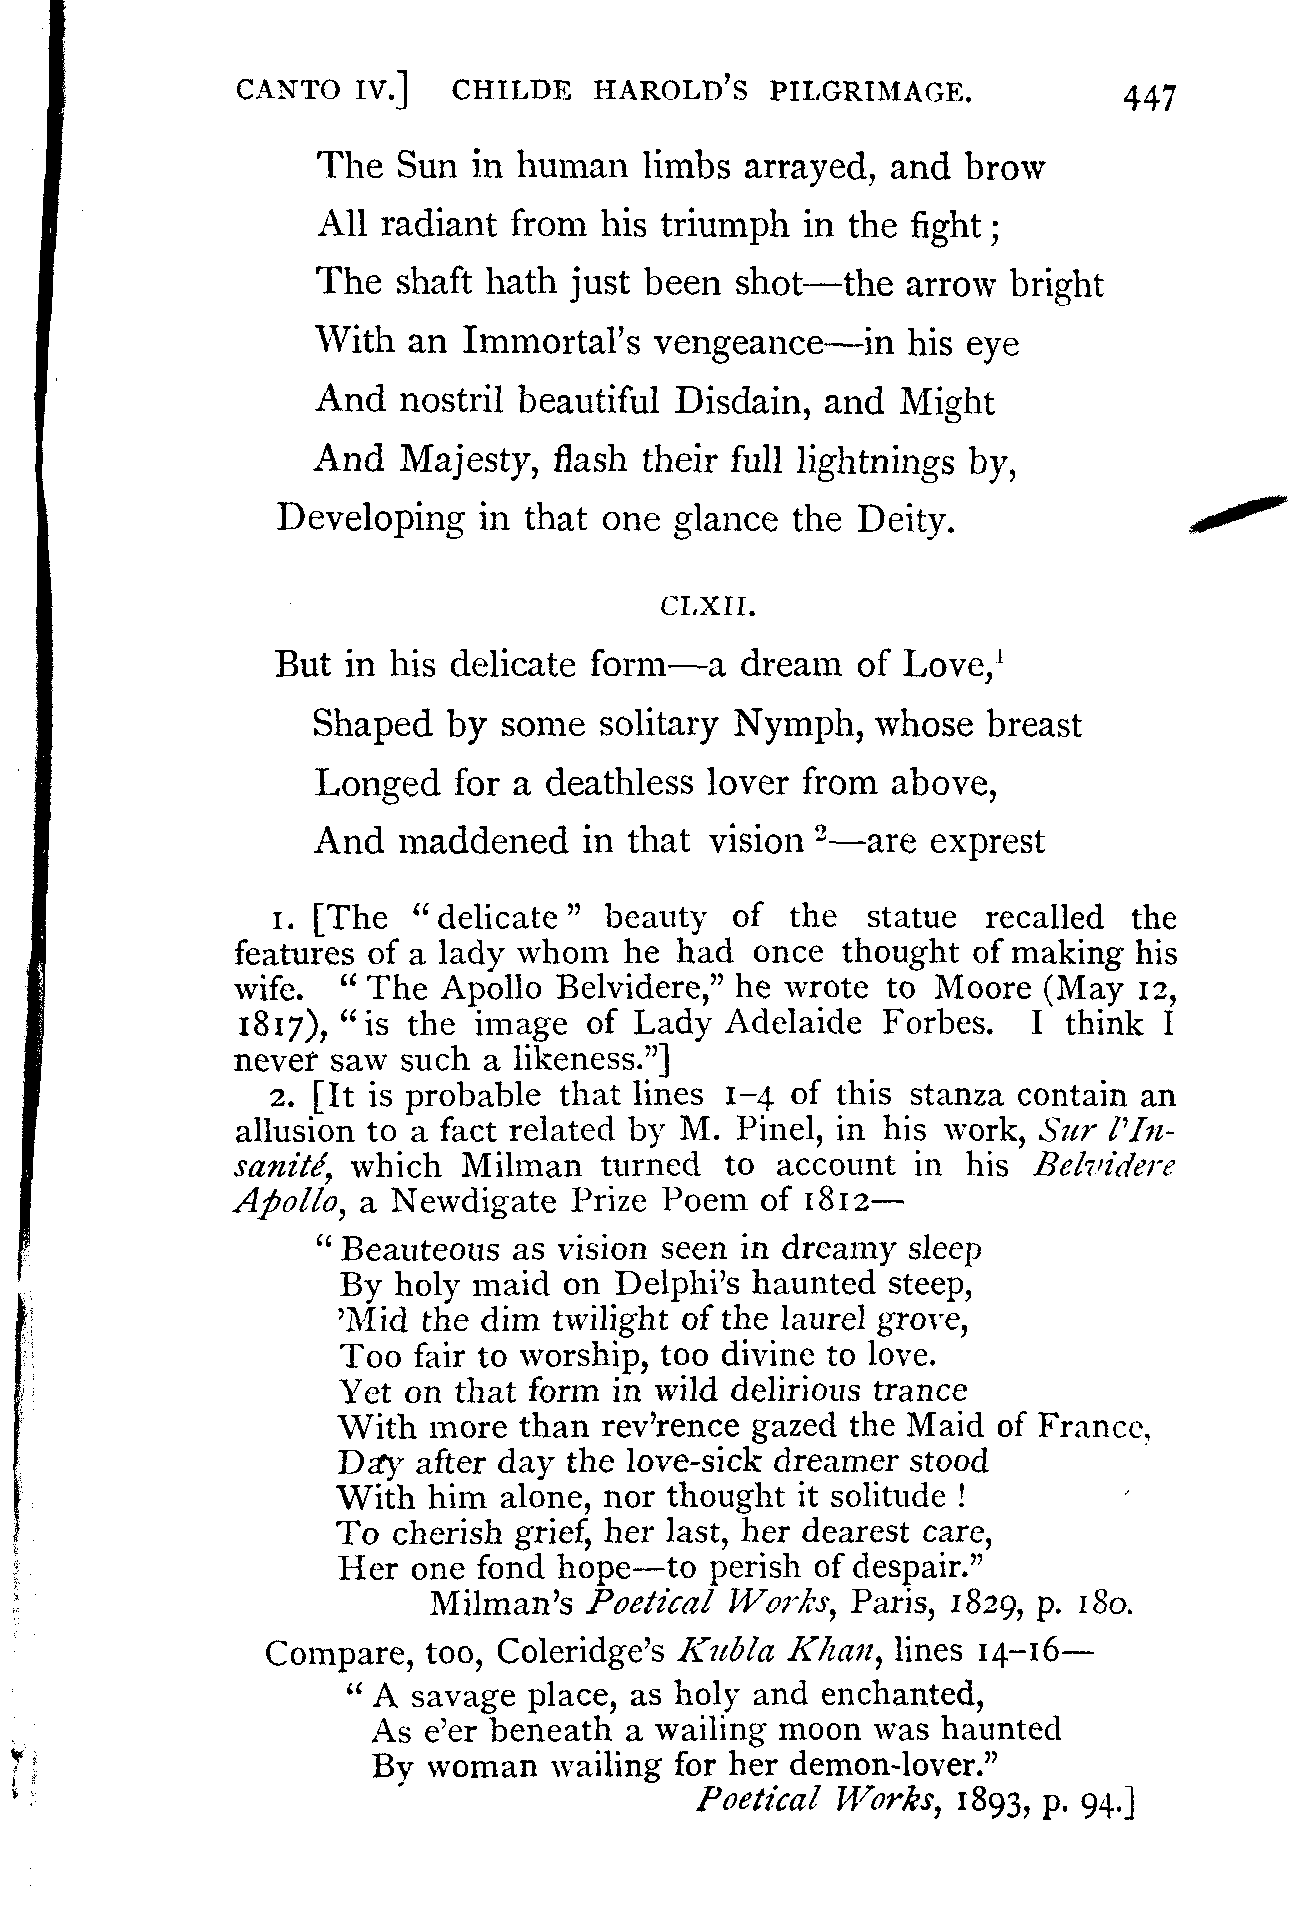 CANTO IV.] CHILDE HAROLD'S PILGRIMAGE. 447
The Sun in human limbs arrayed, and brow
All radiant from his triumph in the fight;
The shaft hath just been shot—the arrow bright
With an Immortal's vengeance—in his eye
And nostril beautiful Disdain, and Might
And Majesty, flash their full lightnings by,
Developing in that one glance the Deity.
CLXII.
But in his delicate form—a dream of Love,¹
Shaped by some solitary Nymph, whose breast
Longed for a deathless lover from above,
And maddened in that vision ²—are exprest
1. [The "delicate" beauty of the statue recalled the
features of a lady whom he had once thought of making his
wife. "The Apollo Belvidere," he wrote to Moore (May 12,
1817), "is the image of Lady Adelaide Forbes. I think I
never saw such a likeness."]
2. [It is probable that lines 1-4 of this stanza contain an
allusion to a fact related by M. Pinel, in his work, Sur l'In-
sanité, which Milman turned to account in his Belvidere
Apollo, a Newdigate Prize Poem of 1812—
"Beauteous as vision seen in dreamy sleep
By holy maid on Delphi's haunted steep,
'Mid the dim twilight of the laurel grove,
Too fair to worship, too divine to love.
Yet on that form in wild delirious trance
With more than rev'rence gazed the Maid of France,
Day after day the love-sick dreamer stood
With him alone, nor thought it solitude!
To cherish grief, her last, her dearest care,
Her one fond hope—to perish of despair."
Milman's Poetical Works, Paris, 1829, p. 180.
Compare, too, Coleridge's Kubla Khan, lines 14-16—
"A savage place, as holy and enchanted,
As e'er beneath a wailing moon was haunted
By woman wailing for her demon-lover."
Poetical Works, 1893, p. 94.]